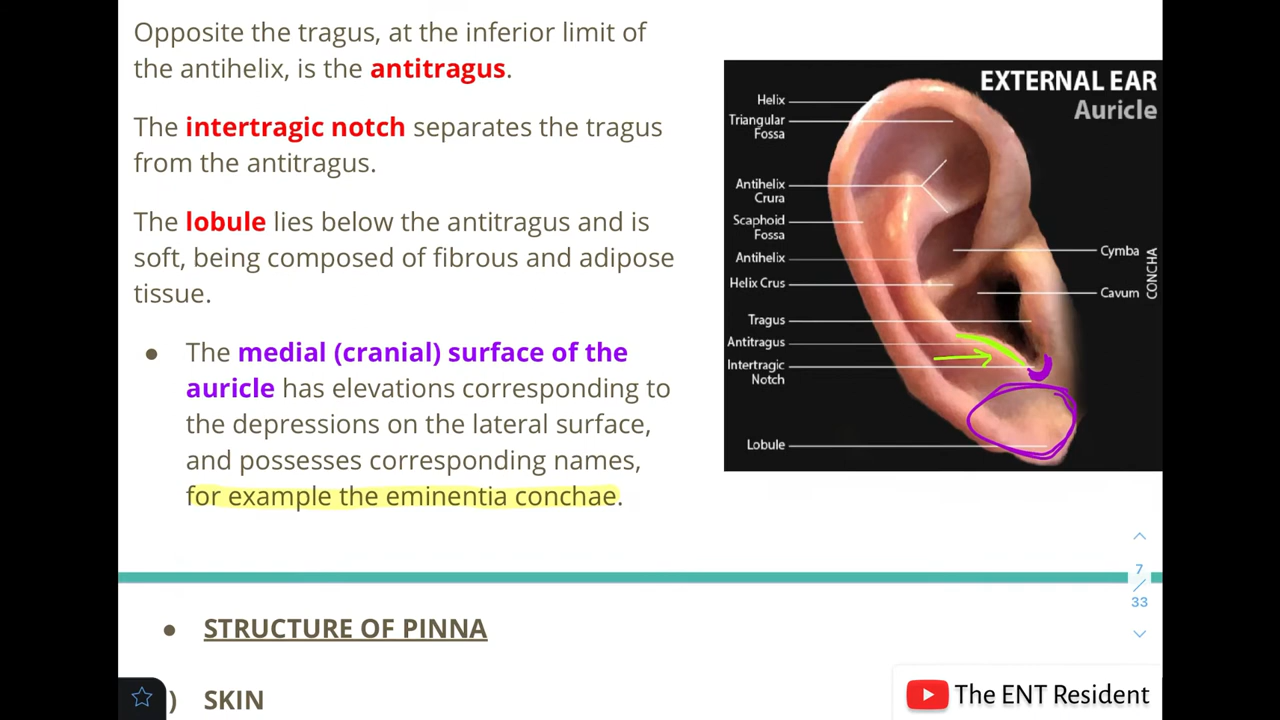 Opposite the tragus, at the inferior limit of
the antihelix, is the antitragus.
The intertragic notch separates the tragus
from the antitragus.
The lobule lies below the antitragus and is
soft, being composed of fibrous and adipose
tissue.
● The medial (cranial) surface of the
auricle has elevations corresponding to
the depressions on the lateral surface,
and possesses corresponding names,
for example the eminentia conchae.
EXTERNAL EAR
Auricle
Helix
Triangular
Fossa
Antihelix
Crura
Scaphoid
Fossa
Antihelix
Helix Crus
Tragus
Antitragus
Intertragic
Notch
Lobule
Cymba
Cavum
CONCHA
7
/
33
● STRUCTURE OF PINNA
) SKIN
The ENT Resident